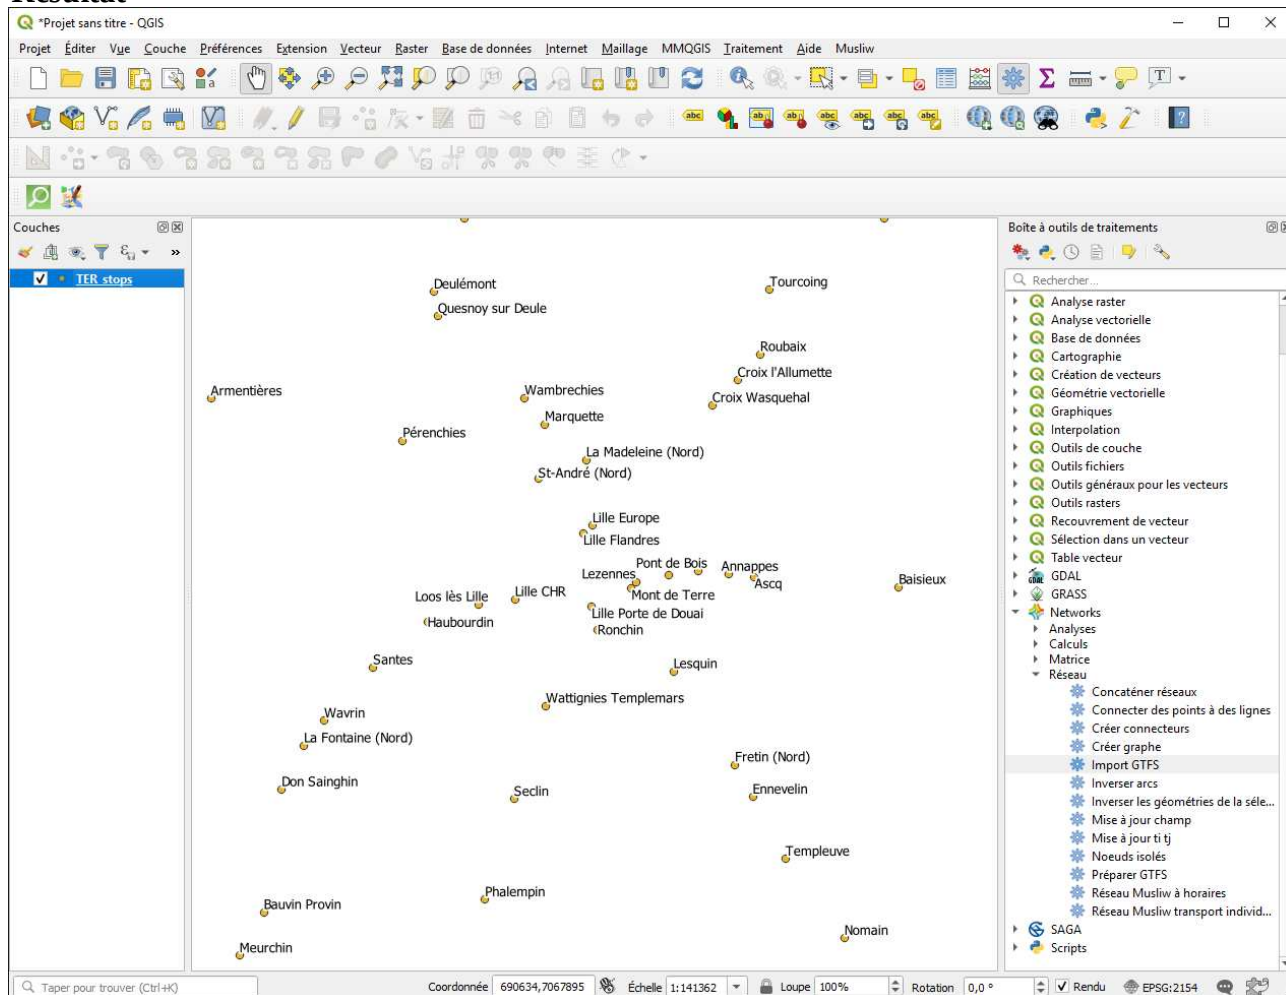 Résultat
*Projet sans titre - QGIS
Projet Éditer Vue Couche Préférences Extension Vecteur Raster Base de données Internet Maillage MMQGIS Traitement Aide Musliw
Couches
TER stops
Deulémont
Tourcoing
Quesnoy sur Deule
Roubaix
Croix l'Allumette
Armentières
Wambrechies
Croix Wasquehal
Marquette
Pérenchies
La Madeleine (Nord)
St-André (Nord)
Lille Europe
Lille Flandres
Pont de Bois
Annappes
Lezennes
Ascq
Baisieux
Loos lès Lille
Lille CHR
Mont de Terre
Lille Porte de Douai
Haubourdin
Ronchin
Santes
Lesquin
Wattignies Templemars
Wavrin
La Fontaine (Nord)
Fretin (Nord)
Don Sainghin
Seclin
Ennevelin
Templeuve
Phalempin
Bauvin Provin
Nomain
Meurchin
Boîte à outils de traitements
Rechercher...
Analyse raster
Analyse vectorielle
Base de données
Cartographie
Création de vecteurs
Géométrie vectorielle
Graphiques
Interpolation
Outils de couche
Outils fichiers
Outils généraux pour les vecteurs
Outils rasters
Recouvrement de vecteur
Sélection dans un vecteur
Table vecteur
GDAL
GRASS
Networks
Analyses
Calculs
Matrice
Réseau
Concaténer réseaux
Connecter des points à des lignes
Créer connecteurs
Créer graphe
Import GTFS
Inverser arcs
Inverser les géométries de la séle...
Mise à jour champ
Mise à jour ti tj
Noeuds isolés
Préparer GTFS
Réseau Musliw à horaires
Réseau Musliw transport individ...
SAGA
Scripts
Taper pour trouver (Ctrl+K) Coordonnée 690634,7067895 Échelle 1:141362 Loupe 100% Rotation 0,0 ° Rendu EPSG:2154